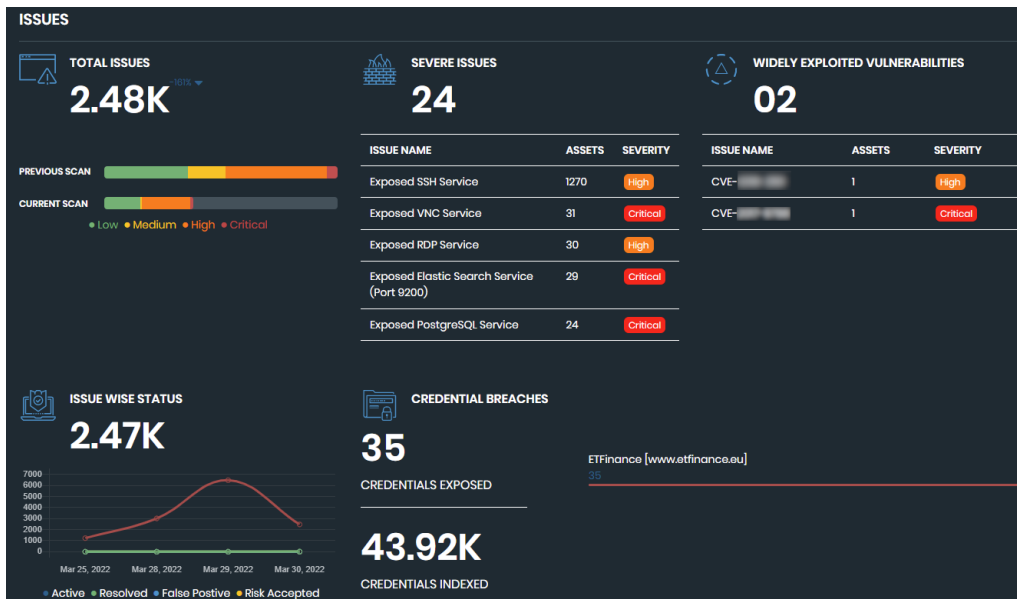 ISSUES
TOTAL ISSUES
2.48K
~161%
PREVIOUS SCAN
CURRENT SCAN
Low Medium High Critical
SEVERE ISSUES
24
ISSUE NAME ASSETS SEVERITY
Exposed SSH Service 1270 High
Exposed VNC Service 31 Critical
Exposed RDP Service 30 High
Exposed Elastic Search Service
(Port 9200) 29 Critical
Exposed PostgreSQL Service 24 Critical
WIDELY EXPLOITED VULNERABILITIES
02
ISSUE NAME ASSETS SEVERITY
CVE- 1 High
CVE- 1 Critical
ISSUE WISE STATUS
2.47K
7000
6000
5000
4000
3000
2000
1000
0
Mar 25, 2022 Mar 28, 2022 Mar 29, 2022 Mar 30, 2022
Active Resolved False Postive Risk Accepted
CREDENTIAL BREACHES
35
CREDENTIALS EXPOSED
43.92K
CREDENTIALS INDEXED
ETFinance [www.etfinance.eu]
35